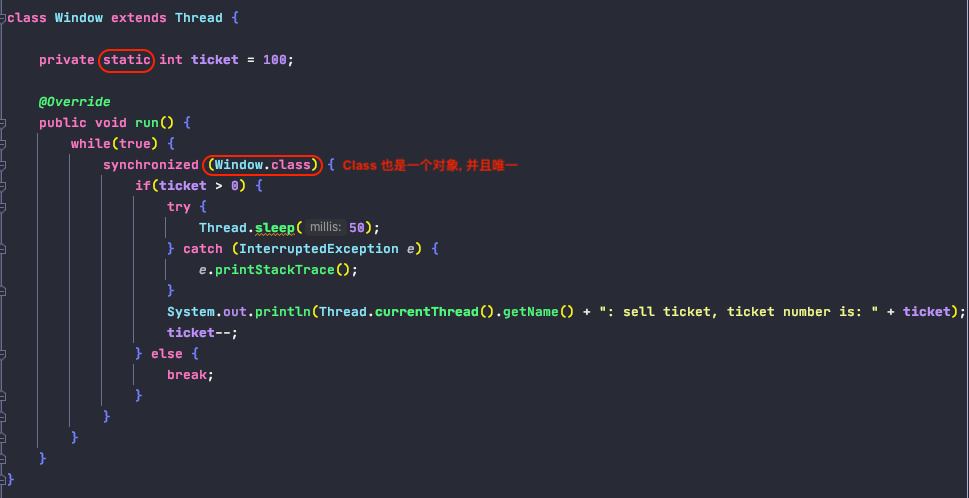 class Window extends Thread {
private static int ticket = 100;
@Override
public void run() {
while(true) {
synchronized (Window.class) { Class 也是一个对象, 并且唯一
if(ticket > 0) {
try {
Thread.sleep( millis: 50);
} catch (InterruptedException e) {
e.printStackTrace();
}
System.out.println(Thread.currentThread().getName() + ": sell ticket, ticket number is: " + ticket);
ticket--;
} else {
break;
}
}
}
}
}